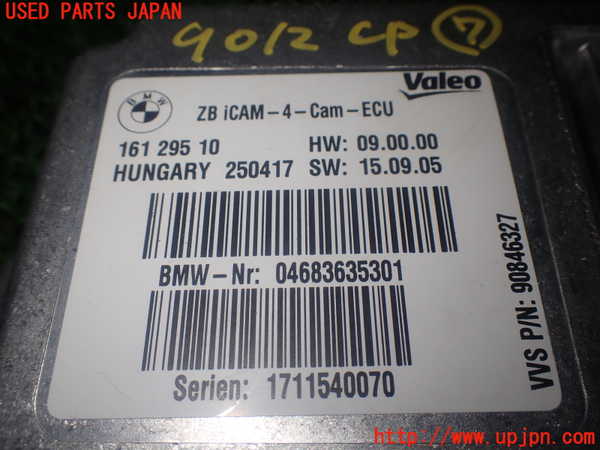 USED PARTS JAPAN
9012 CP 7
BMW
Valeo
ZB iCAM-4-Cam-ECU
161 295 10 HW: 09.00.00
HUNGARY 250417 SW: 15.09.05
BMW-Nr: 04683635301
Serien: 1711540070
VVS P/N: 90846327
http://www.upjpn.com